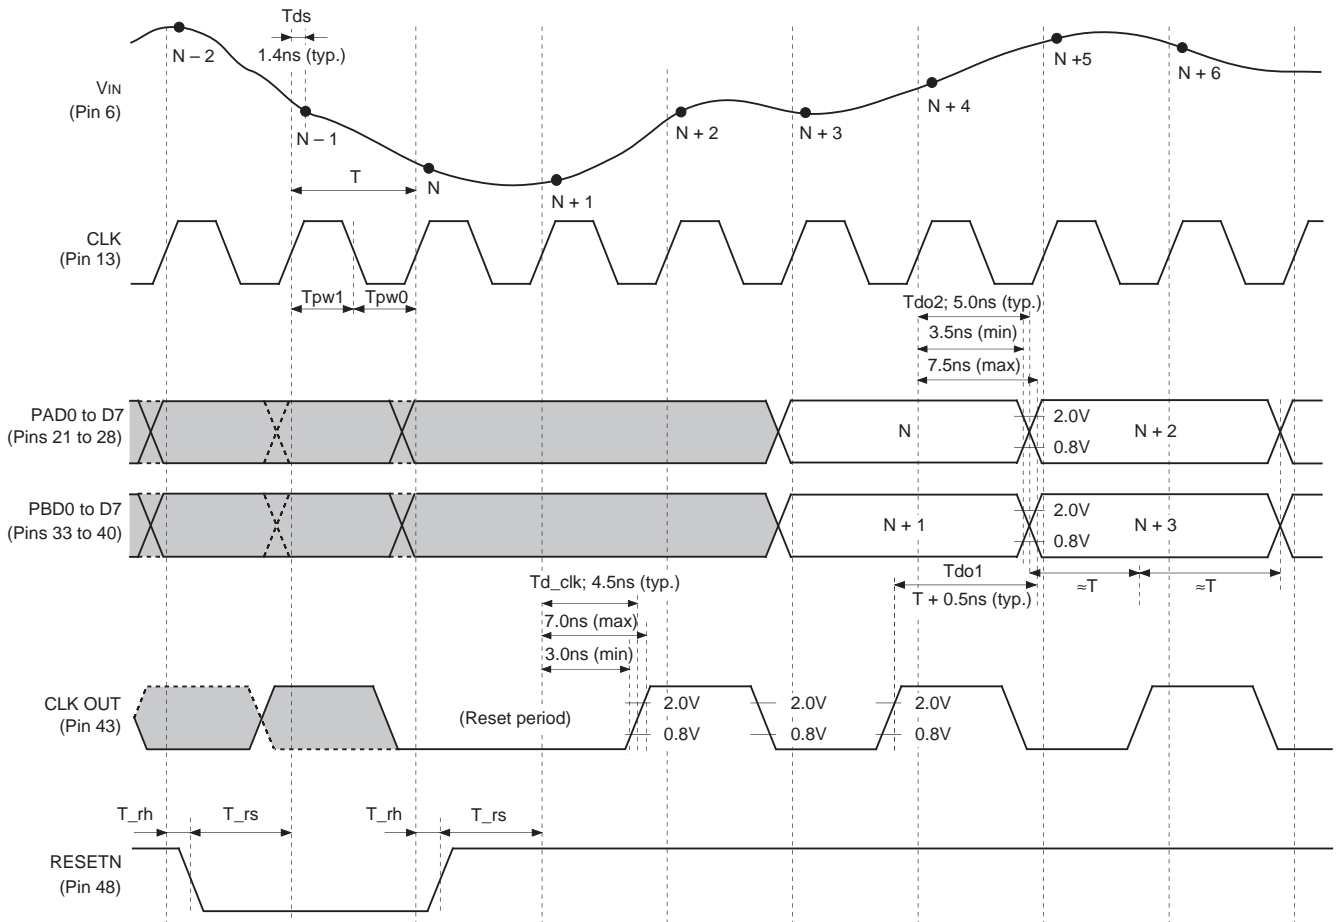 Tds
1.4ns (typ.)
N – 2
N +5
N + 6
VIN
(Pin 6)
N – 1
N + 2
N + 3
N + 4
T
N
N + 1
CLK
(Pin 13)
Tpw1
Tpw0
Tdo2; 5.0ns (typ.)
3.5ns (min)
7.5ns (max)
PAD0 to D7
(Pins 21 to 28)
N
2.0V
0.8V
N + 2
PBD0 to D7
(Pins 33 to 40)
N + 1
2.0V
0.8V
N + 3
Td_clk; 4.5ns (typ.)
7.0ns (max)
3.0ns (min)
Tdo1
T + 0.5ns (typ.)
≈T
≈T
CLK OUT
(Pin 43)
(Reset period)
2.0V
0.8V
2.0V
0.8V
2.0V
0.8V
T_rh
T_rs
T_rh
T_rs
RESETN
(Pin 48)